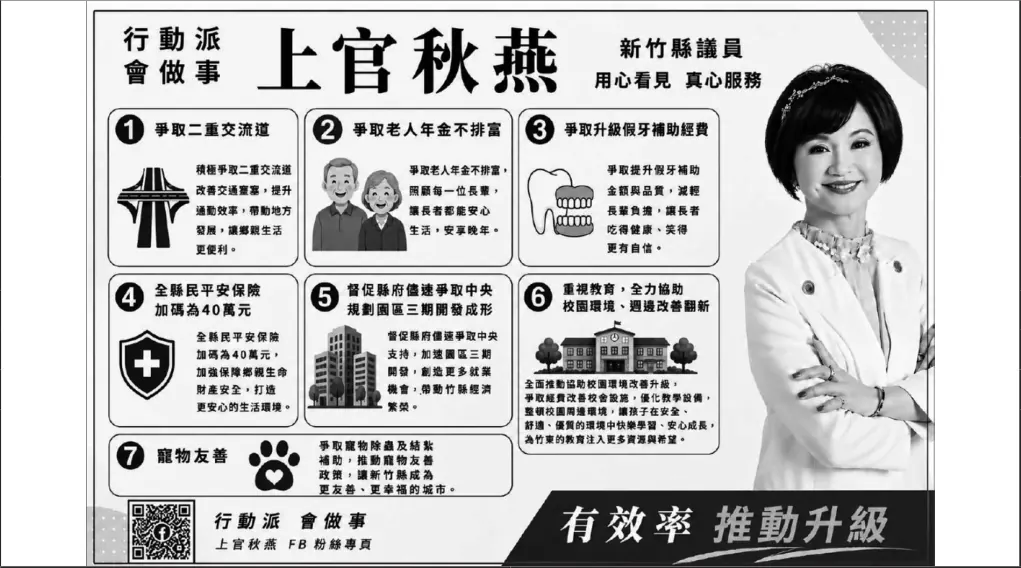 行動派
會做事
上官秋燕
新竹縣議員
用心看見 真心服務
1 爭取二重交流道
積極爭取二重交流道
改善交通壅塞，提升
通勤效率，帶動地方
發展，讓鄉親生活
更便利。
2 爭取老人年金不排富
爭取老人年金不排富，
照顧每一位長輩，
讓長者都能安心
生活，安享晚年。
3 爭取升級假牙補助經費
爭取提升假牙補助
金額與品質，減輕
長輩負擔，讓長者
吃得健康、笑得
更有自信。
4 全縣民平安保險
加碼為40萬元
全縣民平安保險
加碼為40萬元，
加強保障鄉親生命
財產安全，打造
更安心的生活環境。
5 督促縣府儘速爭取中央
規劃園區三期開發成形
督促縣府儘速爭取中央
支持，加速園區三期
開發，創造更多就業
機會，帶動竹縣經濟
繁榮。
6 重視教育，全力協助
校園環境、週邊改善翻新
全面推動協助校園環境改善升級，
爭取經費改善校舍設施，優化教學設備，
整頓校園周邊環境，讓孩子在安全、
舒適、優質的環境中快樂學習、安心成長，
為竹東的教育注入更多資源與希望。
7 寵物友善
爭取寵物除蟲及結紮
補助，推動寵物友善
政策，讓新竹縣成為
更友善、更幸福的城市。
行動派 會做事
上官秋燕 FB粉絲專頁
有效率 推動升級